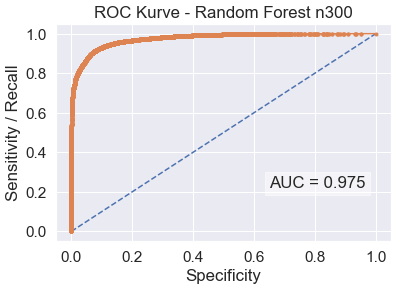 ROC Kurve - Random Forest n300
Sensitivity / Recall
1.0
0.8
0.6
0.4
0.2
0.0
AUC = 0.975
0.0 0.2 0.4 0.6 0.8 1.0
Specificity